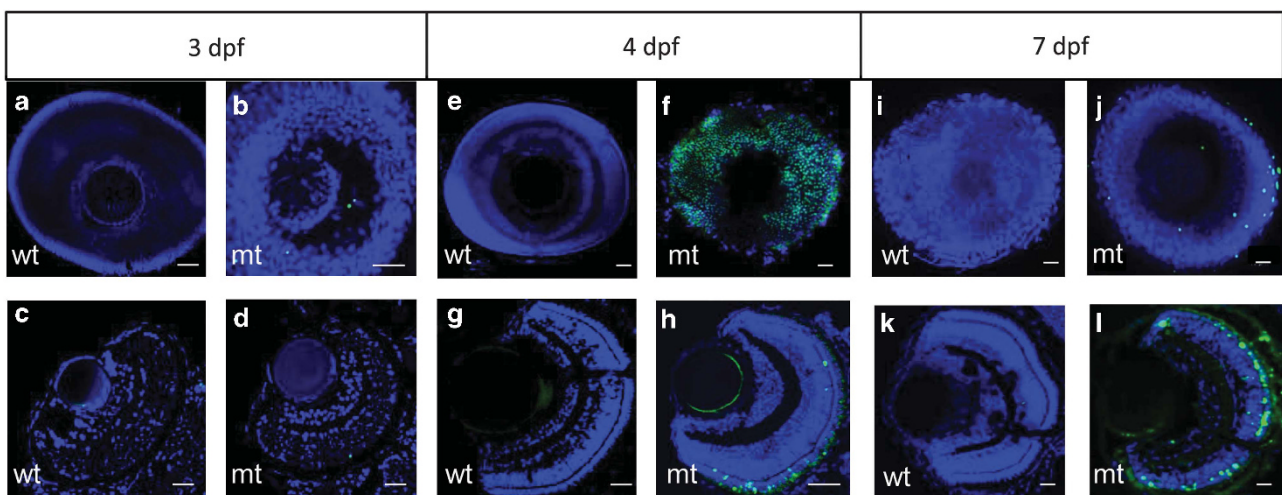 3 dpf 4 dpf 7 dpf
a b e f i j
wt mt wt mt wt mt
c d g h k l
wt mt wt mt wt mt